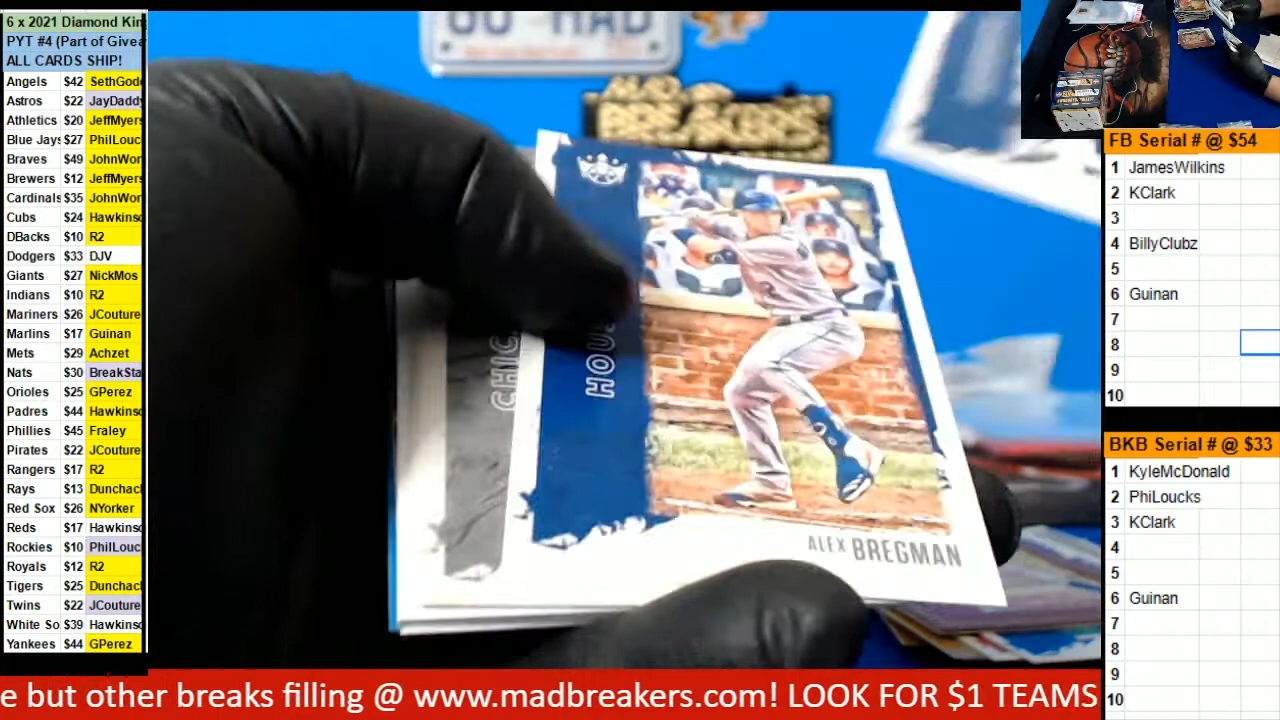 6 x 2021 Diamond Kin
PYT #4 (Part of Givea
ALL CARDS SHIP!
Angels $42 SethGod
Astros $22 JayDaddy
Athletics $20 JeffMyers
Blue Jays $27 PhilLouc
Braves $49 JohnWor
Brewers $12 JeffMyers
Cardinals $35 JohnWor
Cubs $24 Hawkins
DBacks $10 R2
Dodgers $33 DJV
Giants $27 NickMos
Indians $10 R2
Mariners $26 JCouture
Marlins $17 Guinan
Mets $29 Achzet
Nats $30 BreakSta
Orioles $25 GPerez
Padres $44 Hawkins
Phillies $45 Fraley
Pirates $22 JCouture
Rangers $17 R2
Rays $13 Dunchac
Red Sox $26 NYorker
Reds $17 Hawkins
Rockies $10 PhilLouc
Royals $12 R2
Tigers $25 Dunchac
Twins $22 JCouture
White So $39 Hawkins
Yankees $44 GPerez
MAD
BREAKERS
CHIC
HOU
ALEX BREGMAN
FB Serial # @ $54
1 JamesWilkins
2 KClark
3
4 BillyClubz
5
6 Guinan
7
8
9
10
BKB Serial # @ $33
1 KyleMcDonald
2 PhiLoucks
3 KClark
4
5
6 Guinan
7
8
9
10
e but other breaks filling @ www.madbreakers.com! LOOK FOR $1 TEAMS